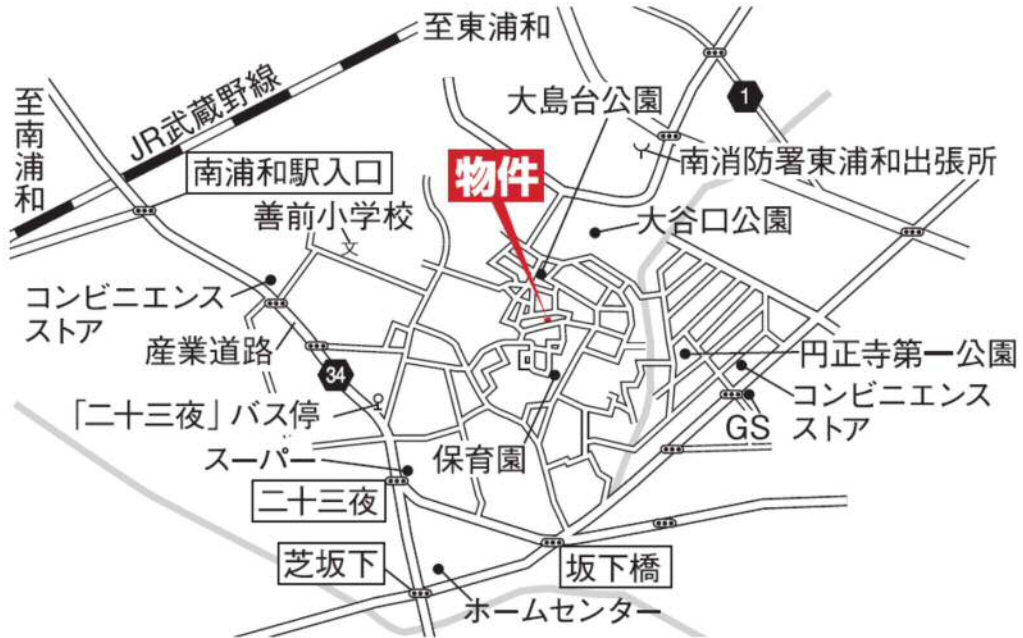 至東浦和
JR武蔵野線
至南浦和
大島台公園
1
南浦和駅入口
物件
南消防署東浦和出張所
善前小学校
文
大谷口公園
コンビニエンス
ストア
産業道路
34
円正寺第一公園
コンビニエンス
ストア
「二十三夜」バス停
GS
スーパー
保育園
二十三夜
芝坂下
坂下橋
ホームセンター